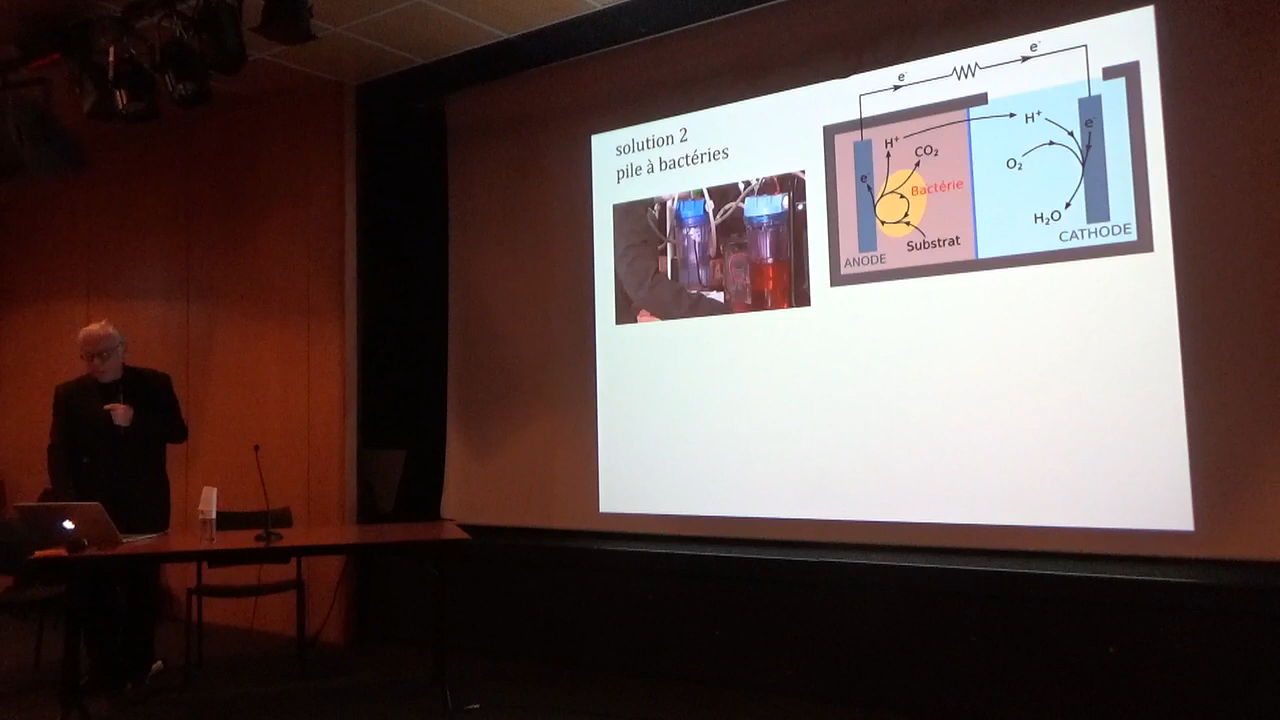 solution 2
pile à bactéries
e-
e-
H+
H+
CO₂
e-
e-
O₂
Bactérie
H₂O
Substrat
CATHODE
ANODE